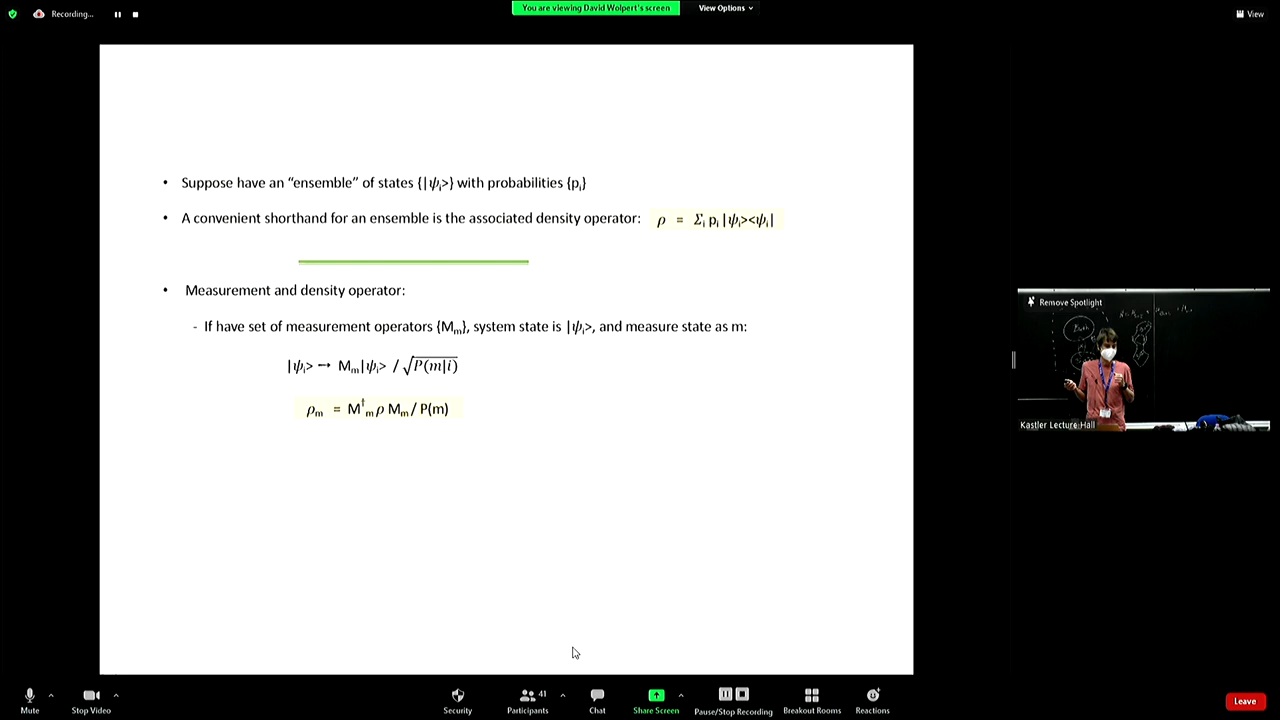 Recording...
You are viewing David Wolpert's screen
View Options
View
• Suppose have an “ensemble” of states {|ψᵢ>} with probabilities {pᵢ}
• A convenient shorthand for an ensemble is the associated density operator: ρ = Σᵢ pᵢ |ψᵢ><ψᵢ|
• Measurement and density operator:
- If have set of measurement operators {Mₘ}, system state is |ψᵢ>, and measure state as m:
|ψᵢ> → Mₘ|ψᵢ> / √P(m|i)
ρₘ = M†ₘ ρ Mₘ / P(m)
Remove Spotlight
Bath
Kastler Lecture Hall
Mute
Stop Video
Security
Participants
41
Chat
Share Screen
Pause/Stop Recording
Breakout Rooms
Reactions
Leave